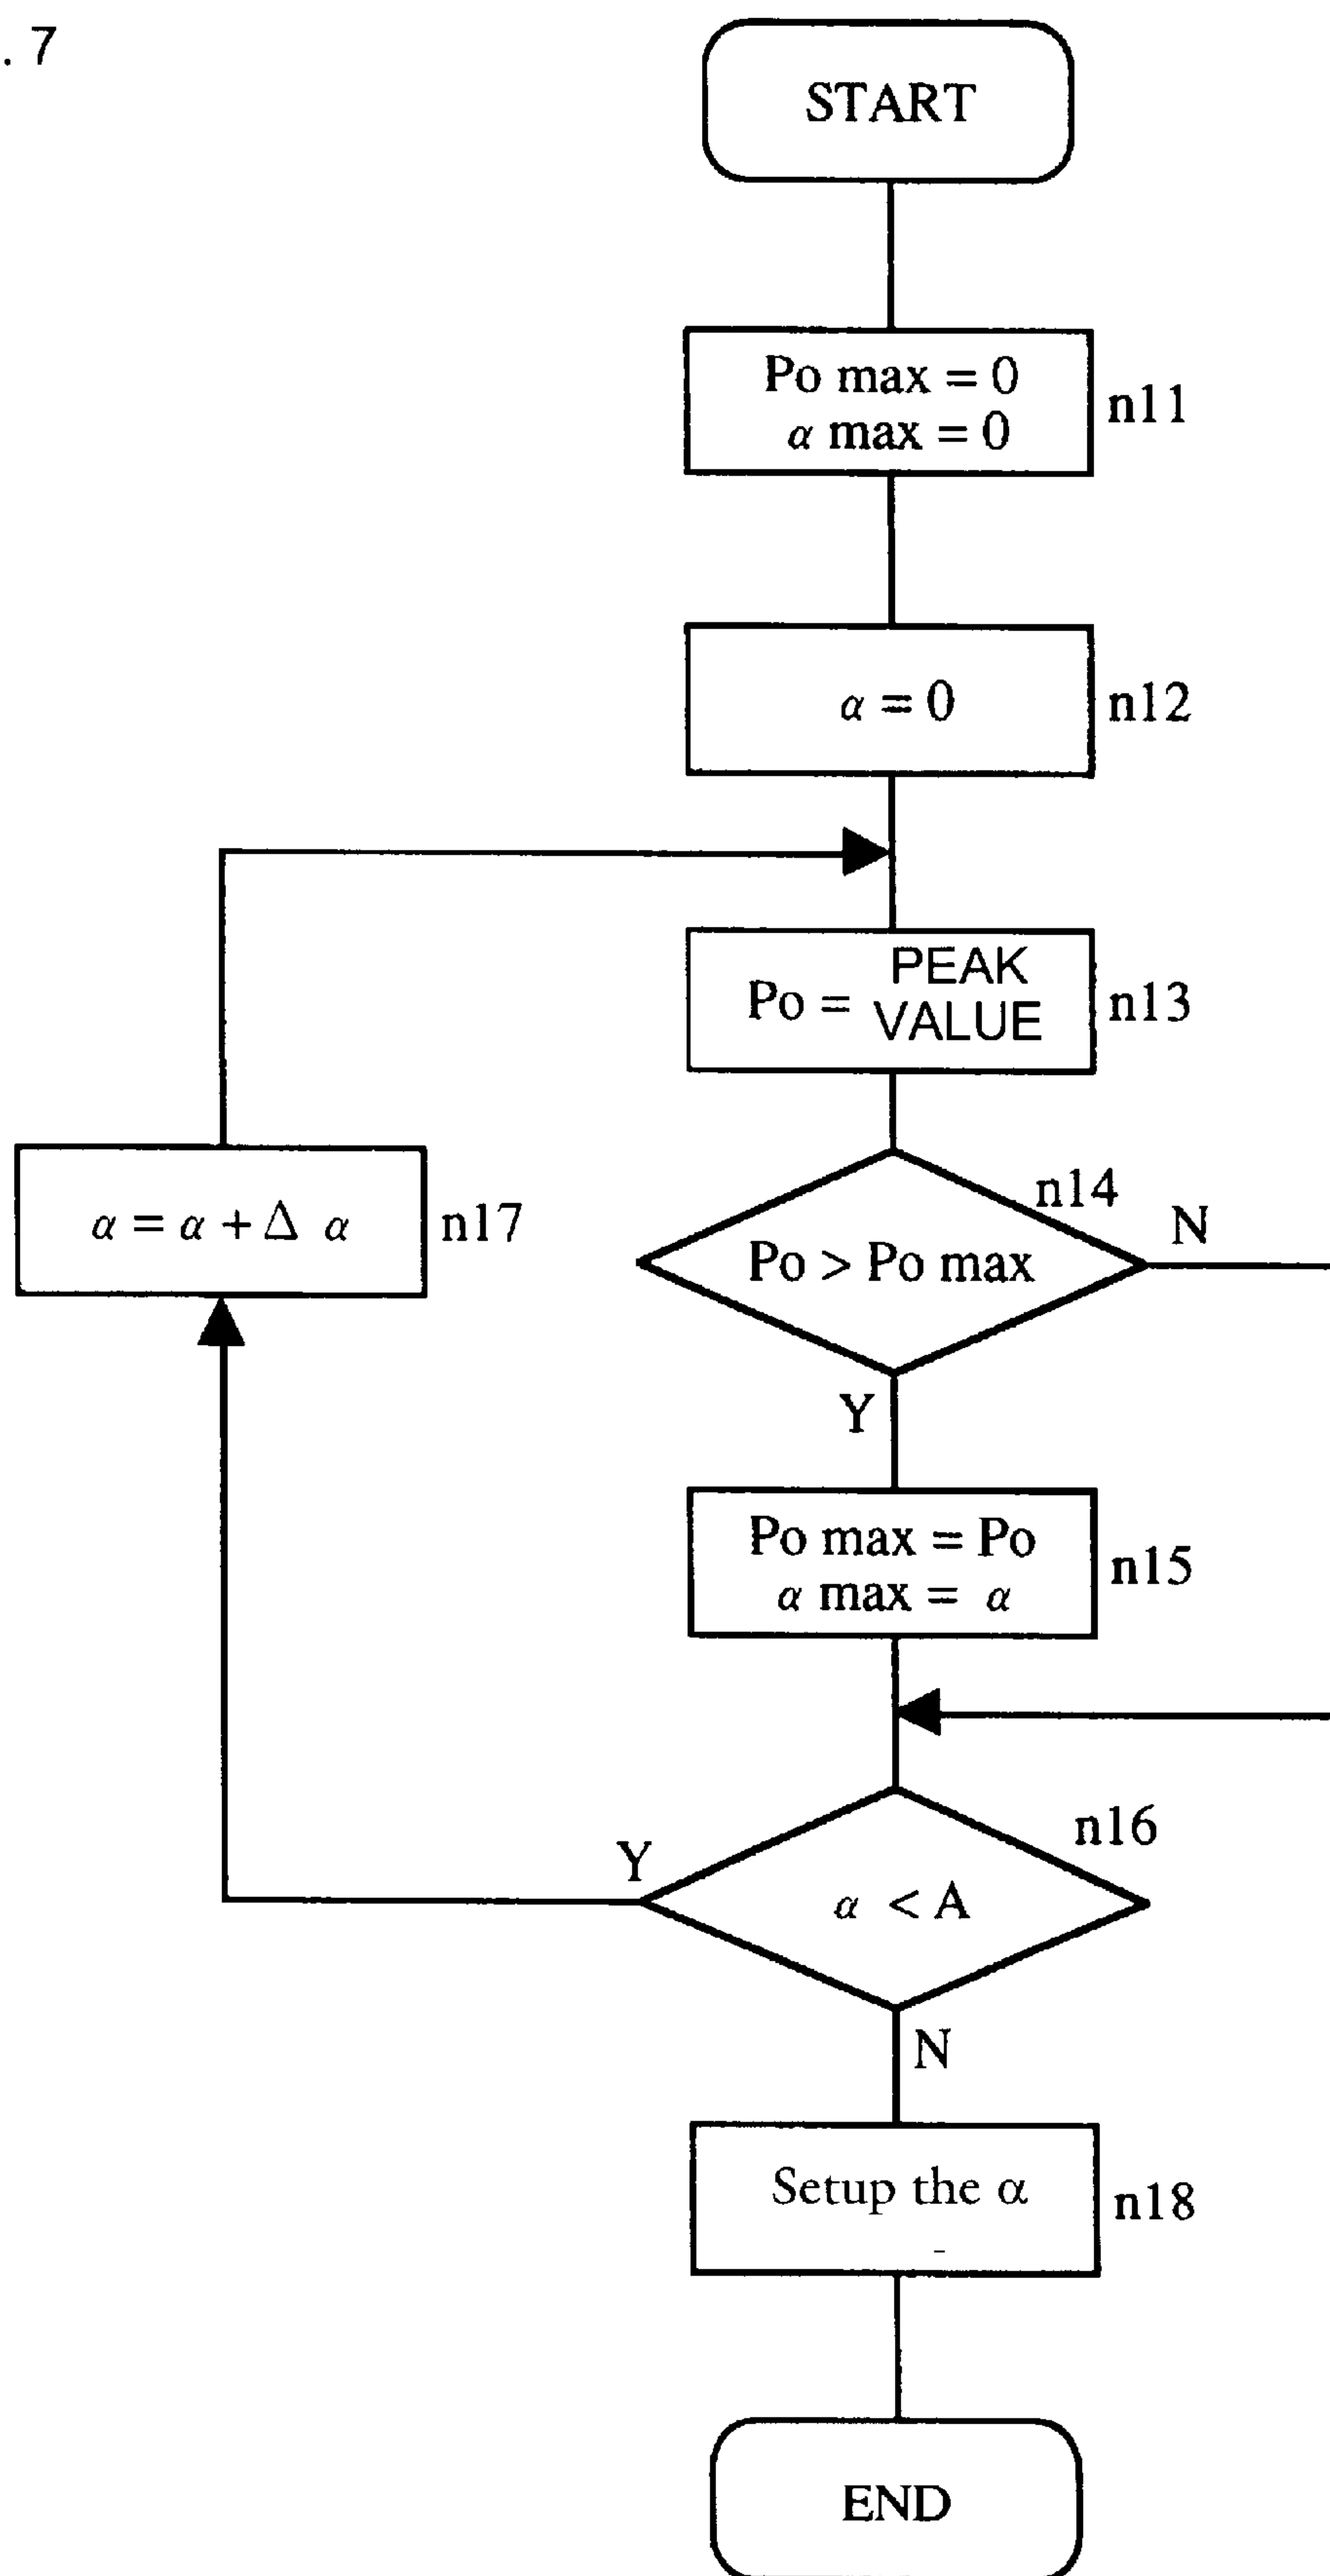 . 7
START
Po max = 0
α max = 0
n11
α = 0
n12
PEAK
Po = VALUE
n13
α = α + Δ α
n17
n14
N
Po > Po max
Y
Po max = Po
α max = α
n15
n16
Y
α < A
N
Setup the α
n18
END